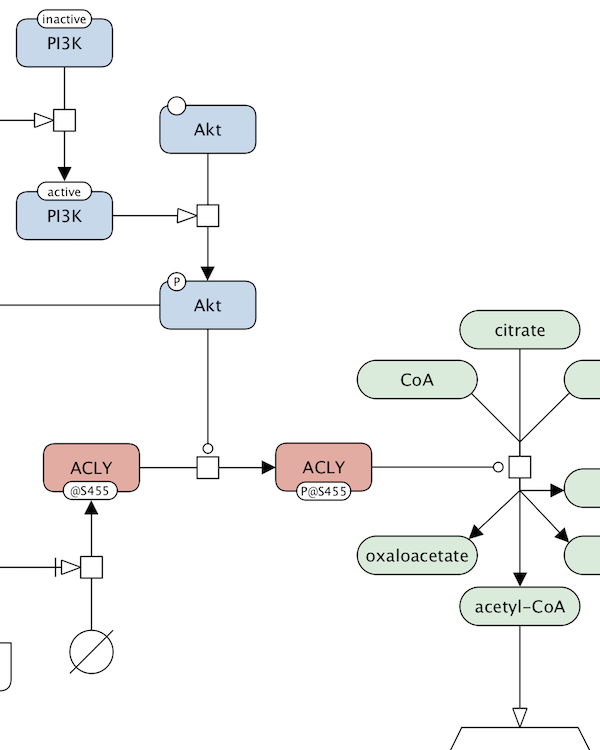 inactive
PI3K
Akt
active
PI3K
P
Akt
citrate
CoA
ACLY
@S455
ACLY
P@S455
oxaloacetate
acetyl-CoA